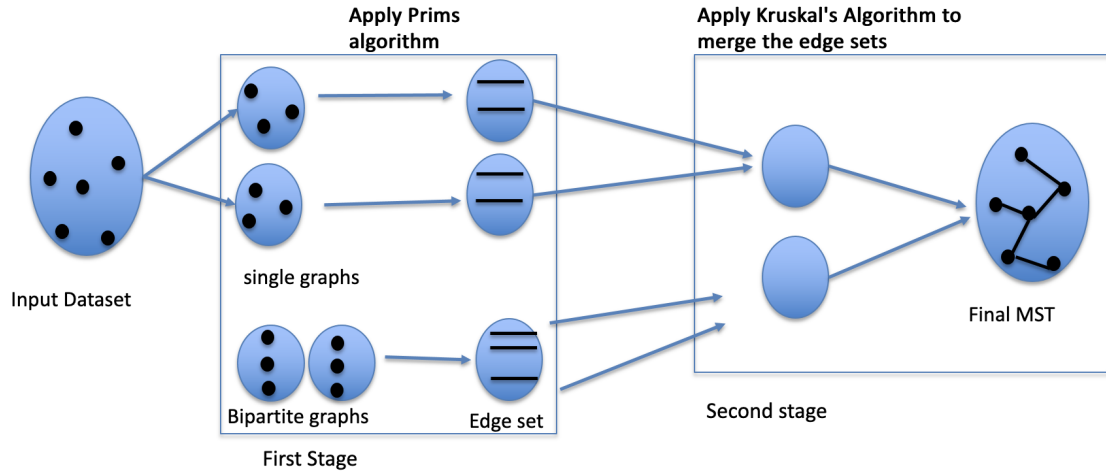 Apply Prims
algorithm
Apply Kruskal's Algorithm to
merge the edge sets
single graphs
Input Dataset
Final MST
Bipartite graphs
Edge set
Second stage
First Stage